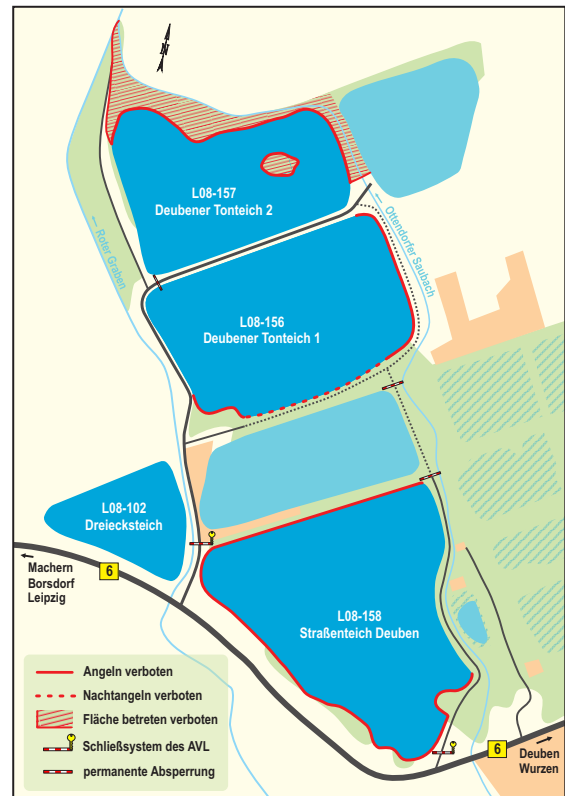 N
L08-157
Deubener Tonteich 2
← Roter Graben
← Ottendorfer Saubach
L08-156
Deubener Tonteich 1
L08-102
Dreiecksteich
←
Machern
Borsdorf
Leipzig
6
L08-158
Straßenteich Deuben
Angeln verboten
Nachtangeln verboten
Fläche betreten verboten
Schließsystem des AVL
permanente Absperrung
6
→
Deuben
Wurzen